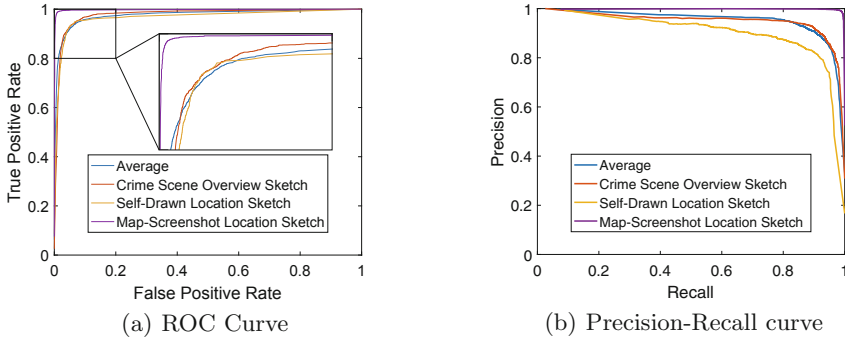 True Positive Rate
1
0.8
0.6
0.4
0.2
0
Average
Crime Scene Overview Sketch
Self-Drawn Location Sketch
Map-Screenshot Location Sketch
0 0.2 0.4 0.6 0.8 1
False Positive Rate
(a) ROC Curve
Precision
1
0.8
0.6
0.4
0.2
0
Average
Crime Scene Overview Sketch
Self-Drawn Location Sketch
Map-Screenshot Location Sketch
0 0.2 0.4 0.6 0.8 1
Recall
(b) Precision-Recall curve